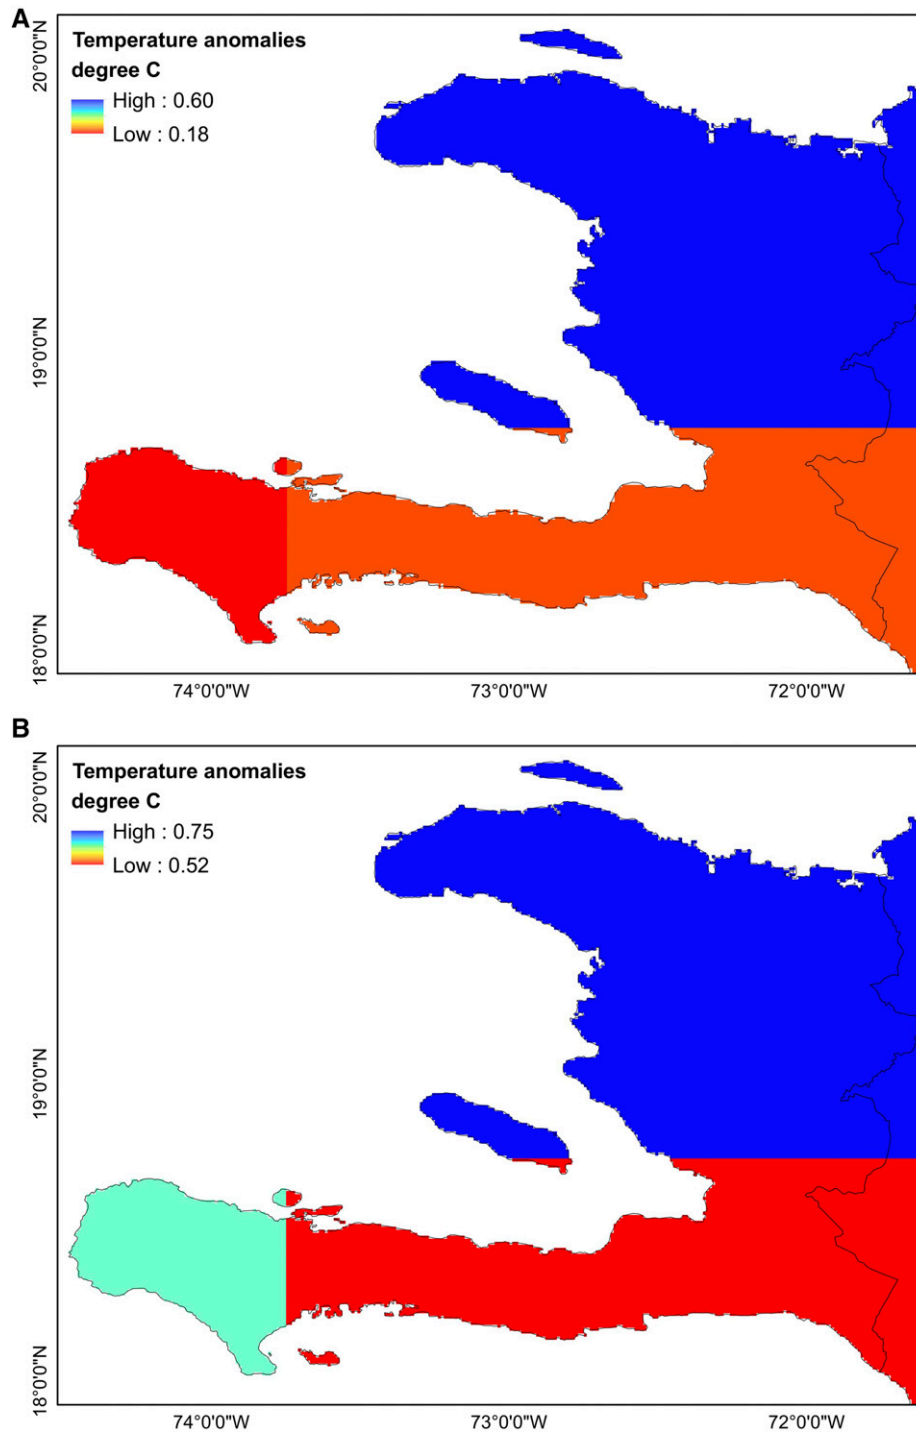 A
Temperature anomalies
degree C
High : 0.60
Low : 0.18
20°0'0"N
19°0'0"N
18°0'0"N
74°0'0"W
73°0'0"W
72°0'0"W
B
Temperature anomalies
degree C
High : 0.75
Low : 0.52
20°0'0"N
19°0'0"N
18°0'0"N
74°0'0"W
73°0'0"W
72°0'0"W